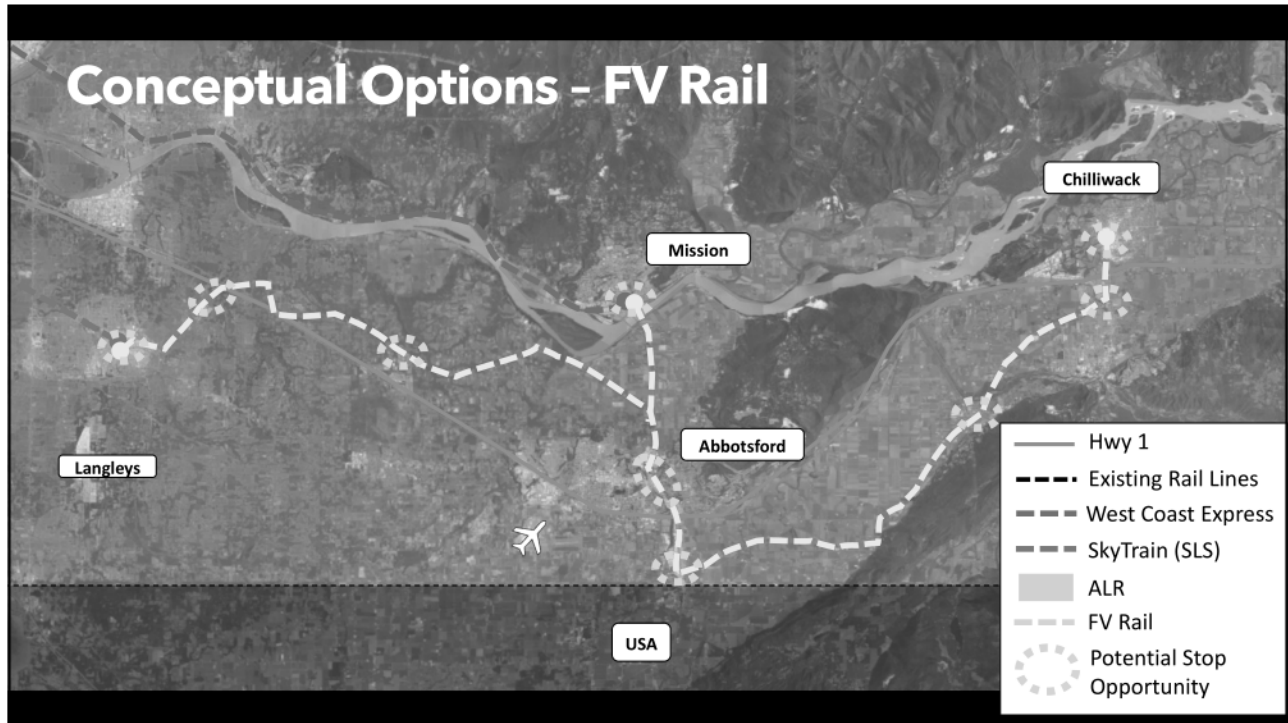 Conceptual Options – FV Rail
Chilliwack
Mission
Abbotsford
Langleys
USA
Hwy 1
Existing Rail Lines
West Coast Express
SkyTrain (SLS)
ALR
FV Rail
Potential Stop
Opportunity